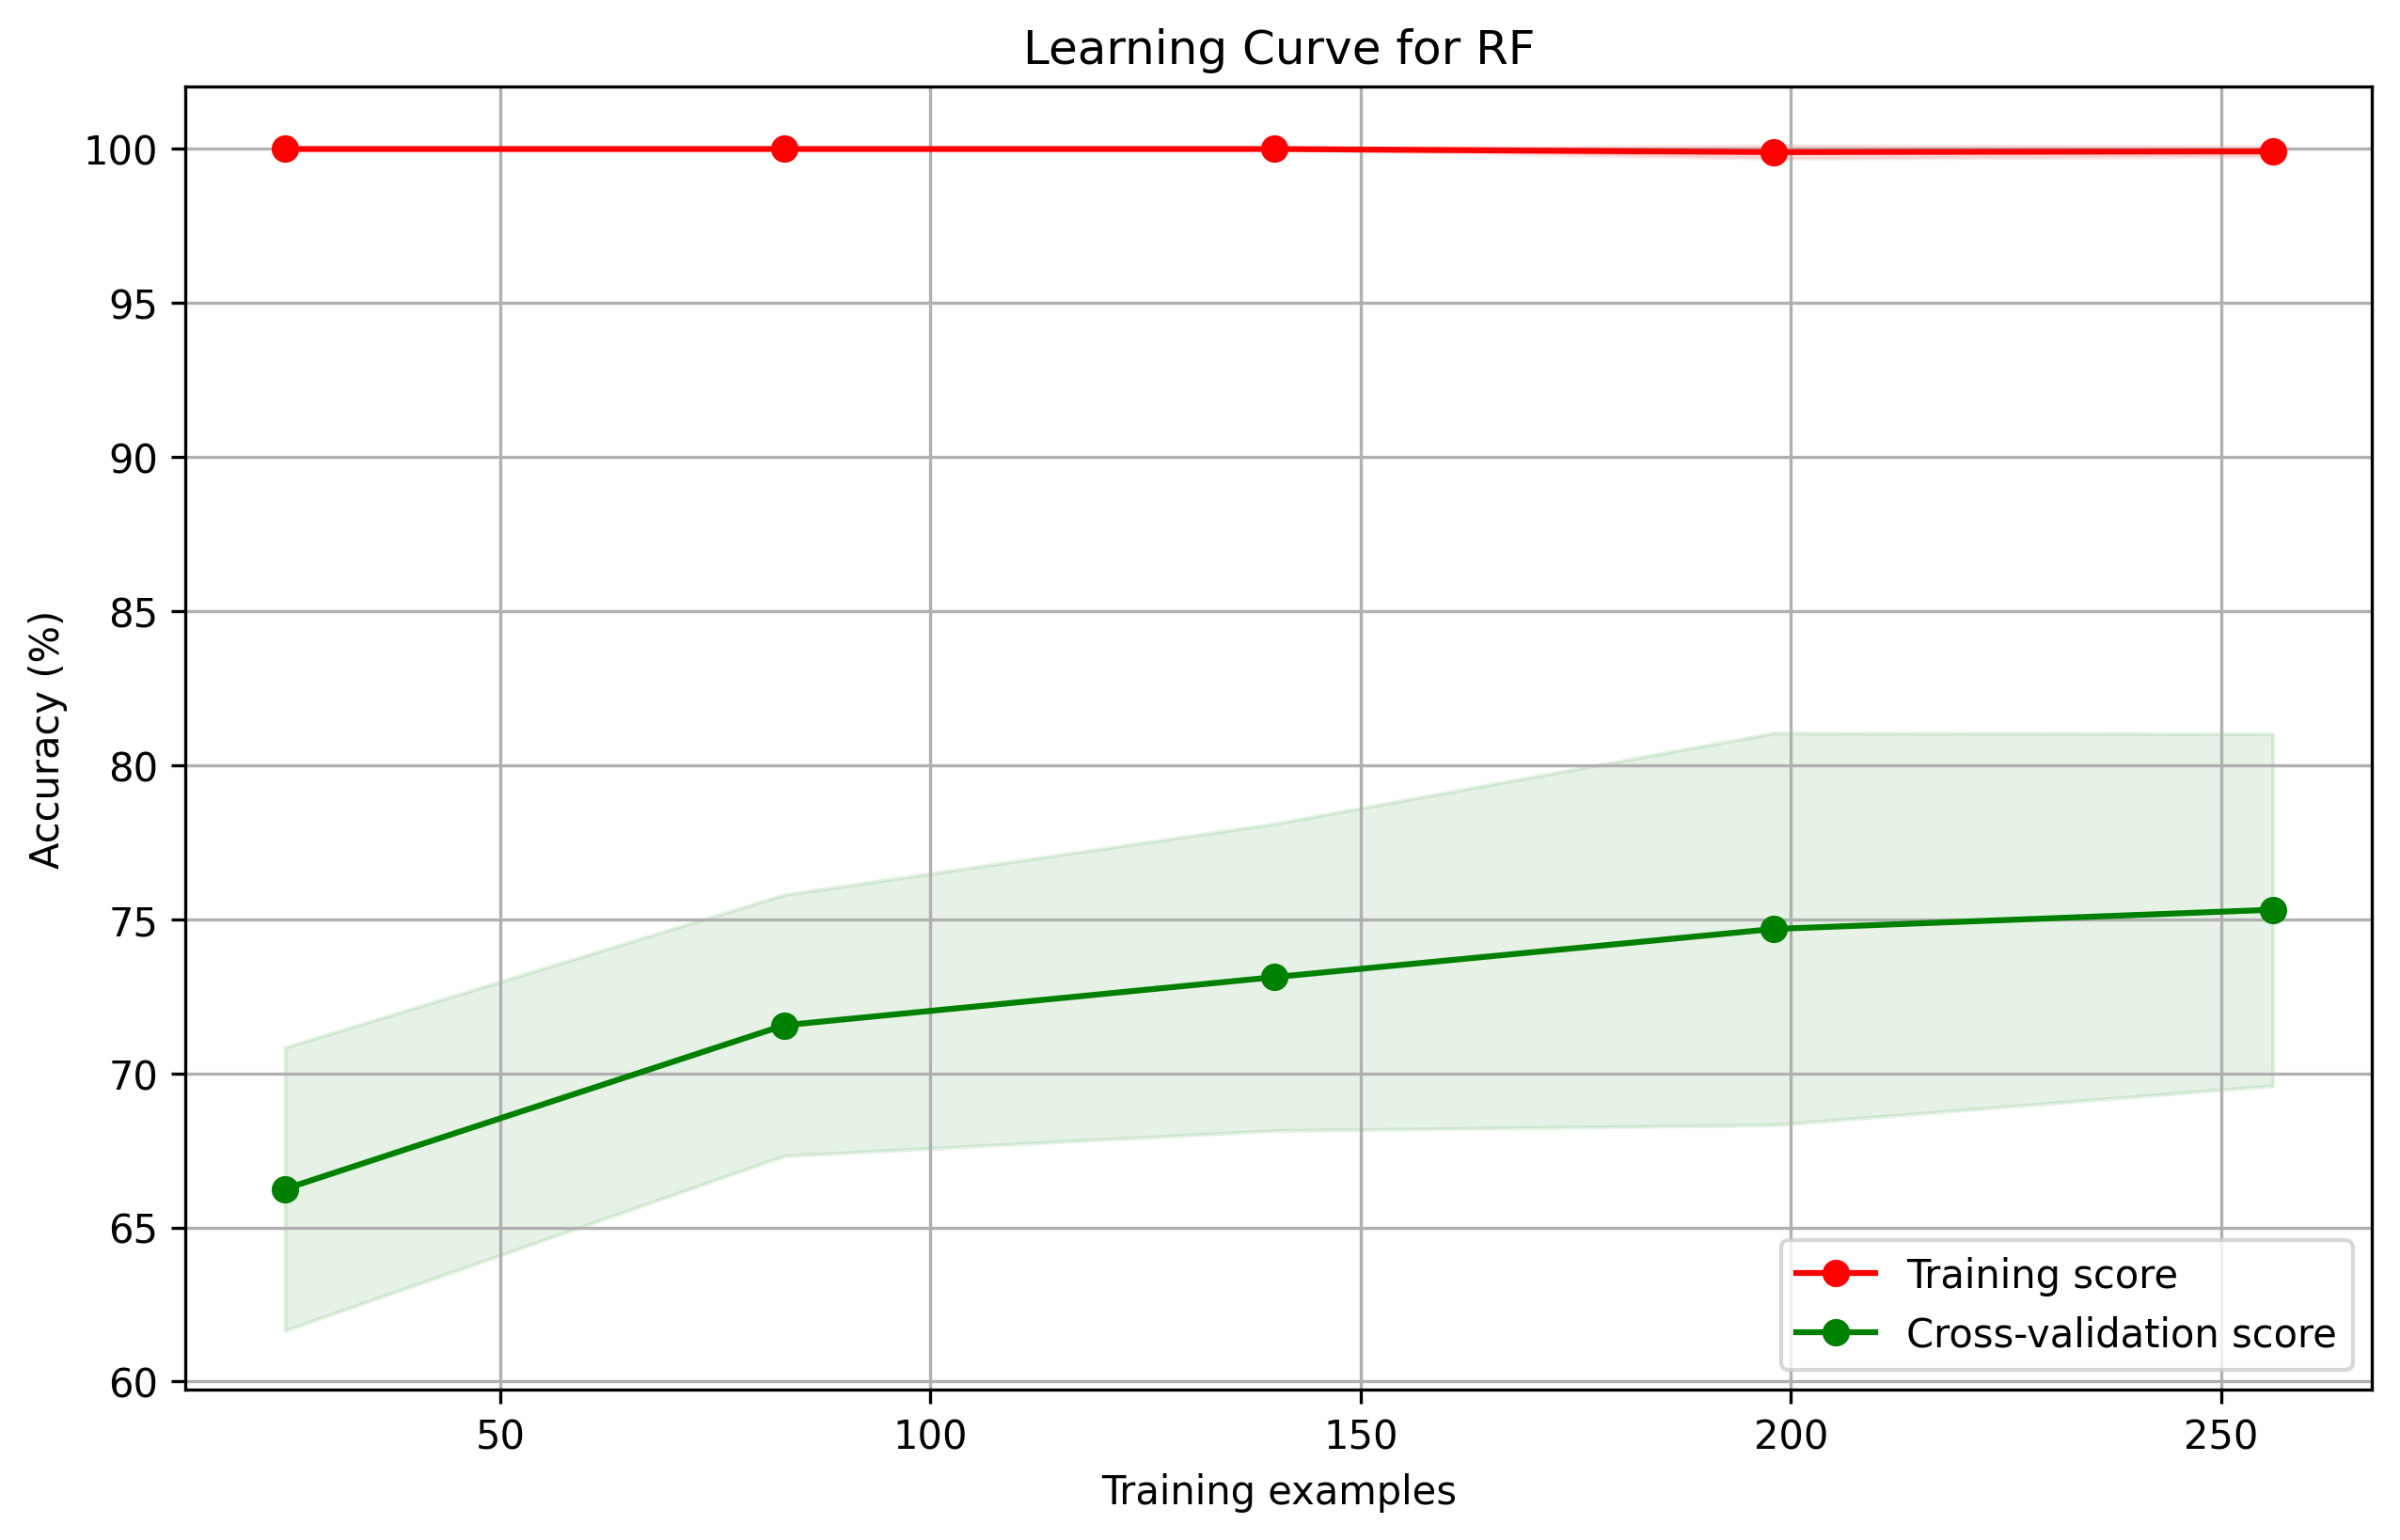 Learning Curve for RF
100
95
90
85
80
75
70
65
60
Accuracy (%)
Training score
Cross-validation score
50 100 150 200 250
Training examples